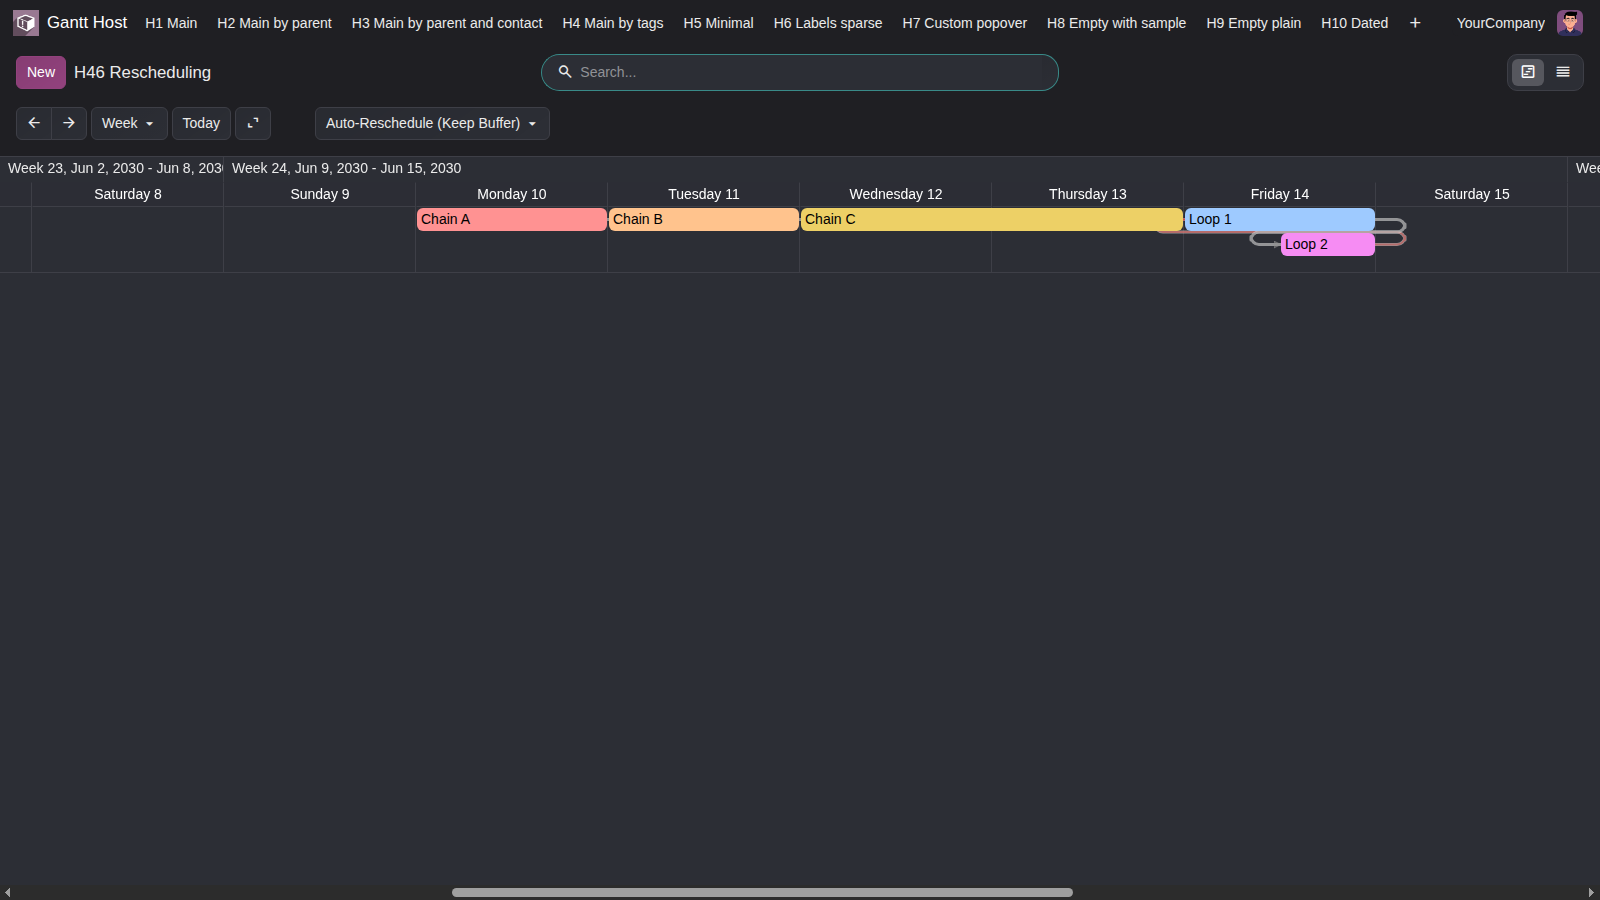 Gantt Host H1 Main H2 Main by parent H3 Main by parent and contact H4 Main by tags H5 Minimal H6 Labels sparse H7 Custom popover H8 Empty with sample H9 Empty plain H10 Dated + YourCompany
New H46 Rescheduling Search...
Week Today Auto-Reschedule (Keep Buffer)
Week 23, Jun 2, 2030 - Jun 8, 203 Week 24, Jun 9, 2030 - Jun 15, 2030 Wee
Saturday 8 Sunday 9 Monday 10 Tuesday 11 Wednesday 12 Thursday 13 Friday 14 Saturday 15
Chain A Chain B Chain C Loop 1
Loop 2